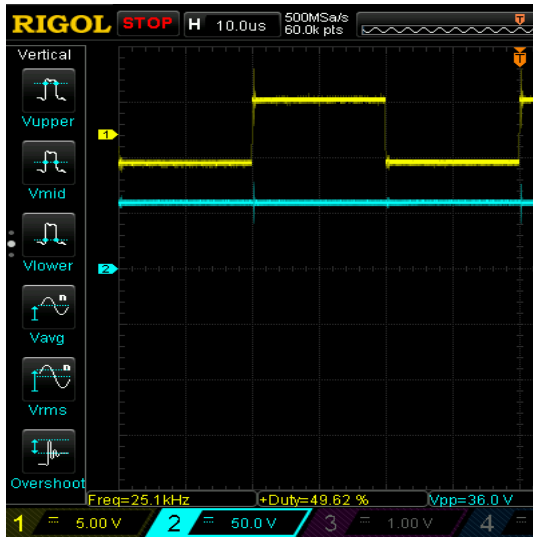 RIGOL STOP H 10.0us 500MSa/s
60.0k pts
T
Vertical
T
Vupper
1
Vmid
Vlower
2
n
Vavg
n
Vrms
Overshoot
Freq=25.1kHz +Duty=49.62 % Vpp=36.0 V
1 = 5.00 V 2 = 50.0 V 3 = 1.00 V 4 =